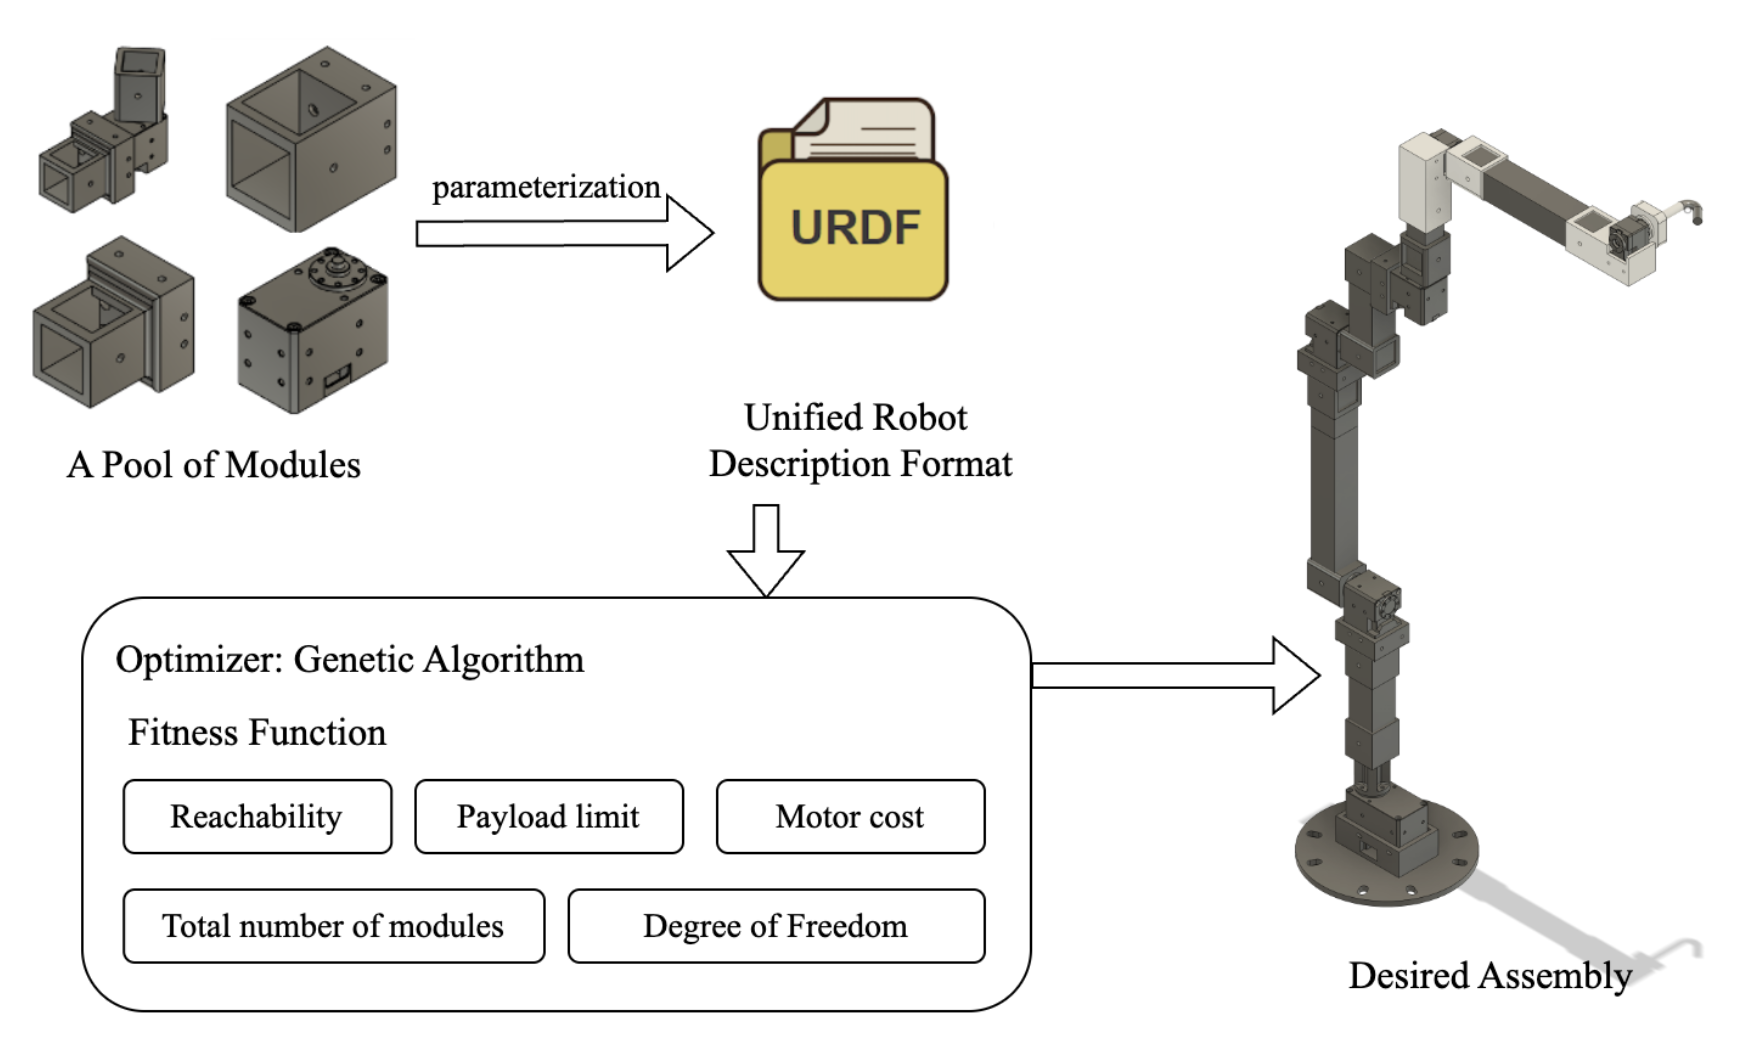 parameterization
URDF
A Pool of Modules
Unified Robot
Description Format
Optimizer: Genetic Algorithm
Fitness Function
Reachability
Payload limit
Motor cost
Total number of modules
Degree of Freedom
Desired Assembly